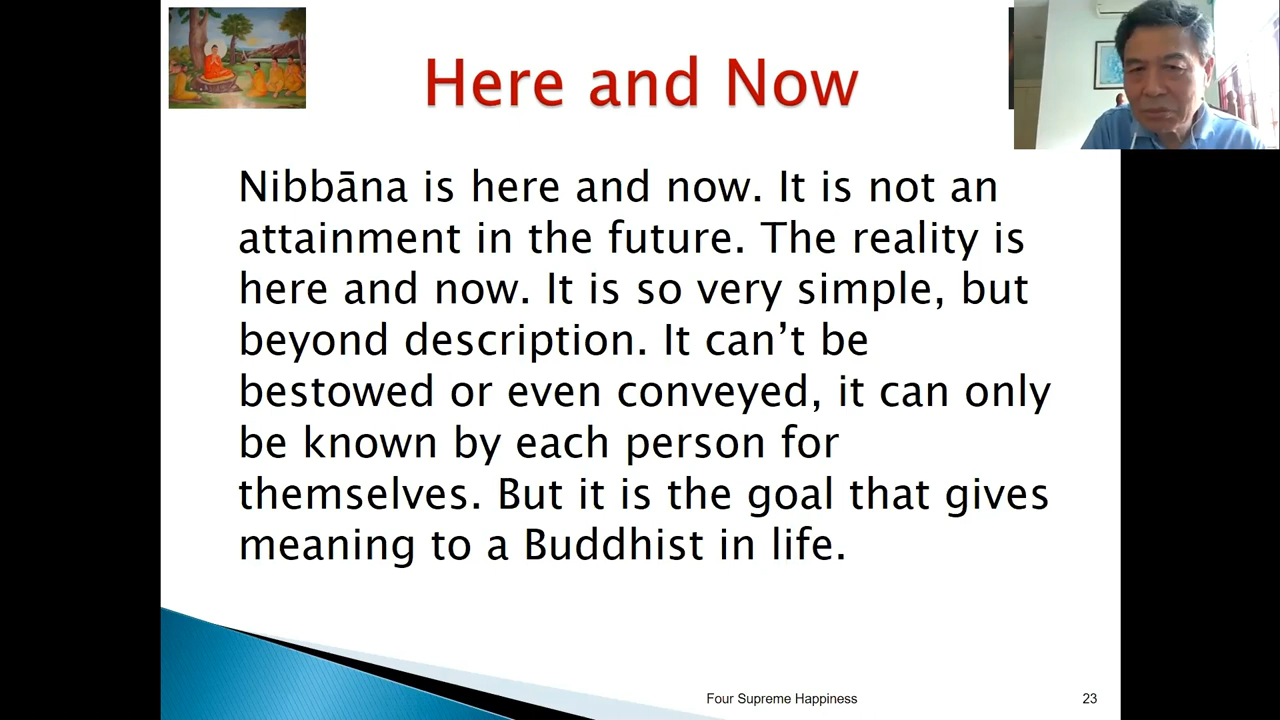 Here and Now
Nibbāna is here and now. It is not an
attainment in the future. The reality is
here and now. It is so very simple, but
beyond description. It can’t be
bestowed or even conveyed, it can only
be known by each person for
themselves. But it is the goal that gives
meaning to a Buddhist in life.
Four Supreme Happiness
23